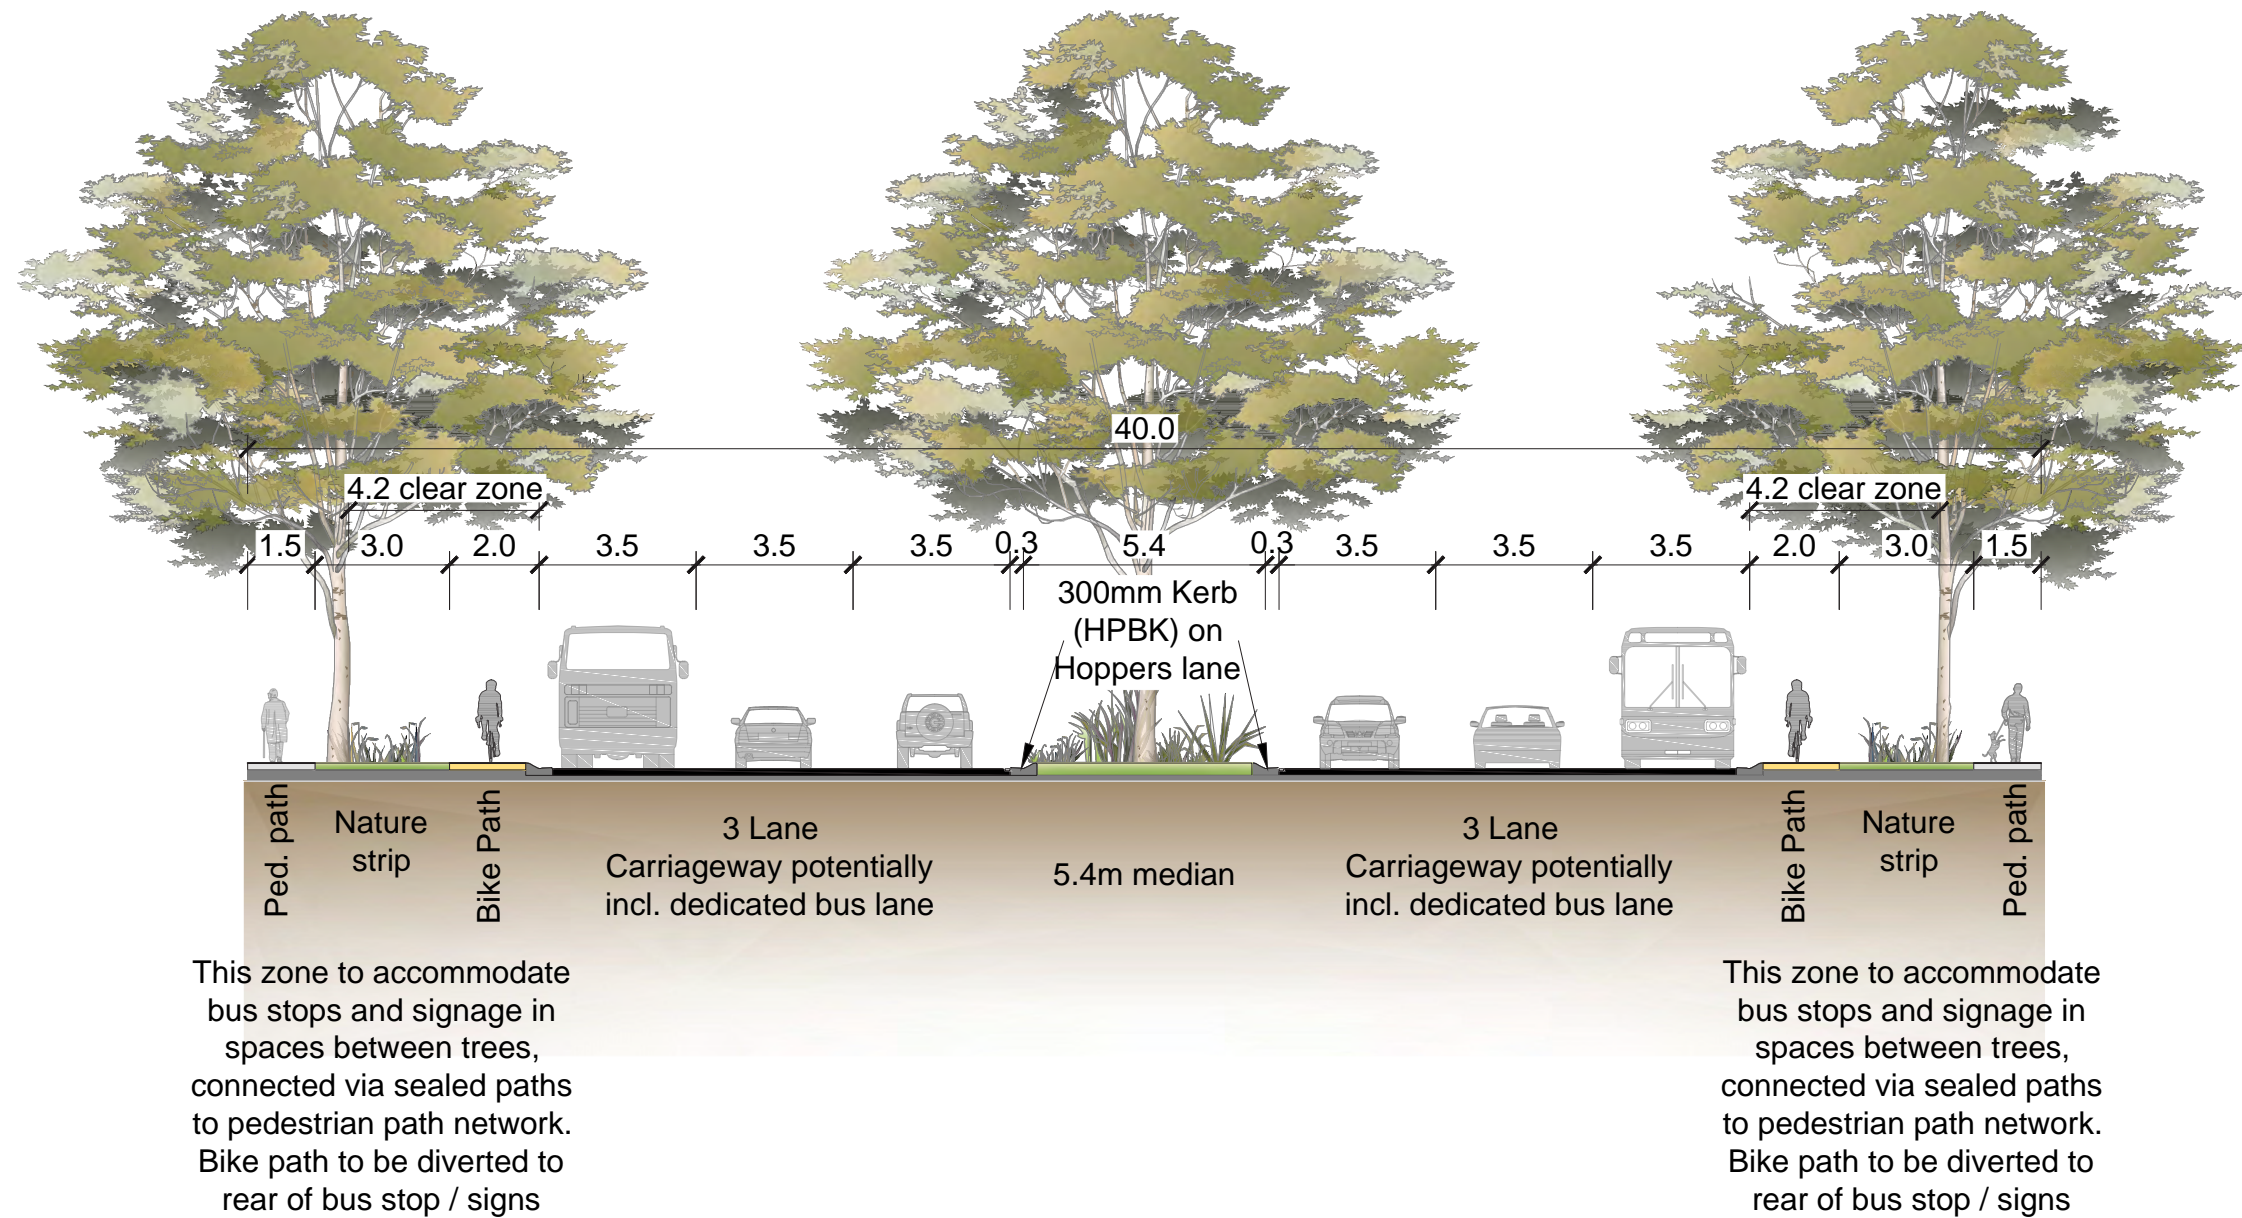 40.0
4.2 clear zone
4.2 clear zone
1.5 3.0 2.0 3.5 3.5 3.5 0.3 5.4 0.3 3.5 3.5 3.5 2.0 3.0 1.5
300mm Kerb
(HPBK) on
Hoppers lane
Ped. path
Nature
strip
Bike Path
3 Lane
Carriageway potentially
incl. dedicated bus lane
5.4m median
3 Lane
Carriageway potentially
incl. dedicated bus lane
Bike Path
Nature
strip
Ped. path
This zone to accommodate
bus stops and signage in
spaces between trees,
connected via sealed paths
to pedestrian path network.
Bike path to be diverted to
rear of bus stop / signs
This zone to accommodate
bus stops and signage in
spaces between trees,
connected via sealed paths
to pedestrian path network.
Bike path to be diverted to
rear of bus stop / signs